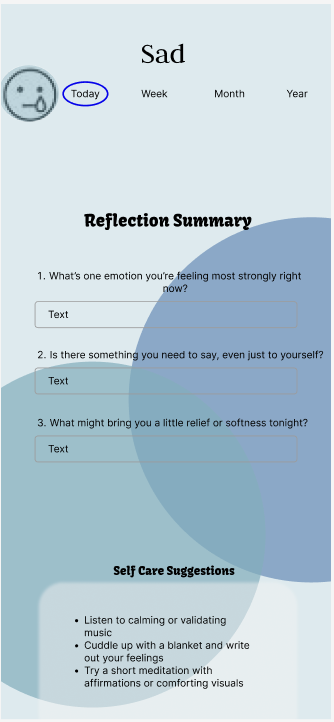 Sad
Today Week Month Year
Reflection Summary
1. What's one emotion you're feeling most strongly right
now?
Text
2. Is there something you need to say, even just to yourself?
Text
3. What might bring you a little relief or softness tonight?
Text
Self Care Suggestions
• Listen to calming or validating
music
• Cuddle up with a blanket and write
out your feelings
• Try a short meditation with
affirmations or comforting visuals